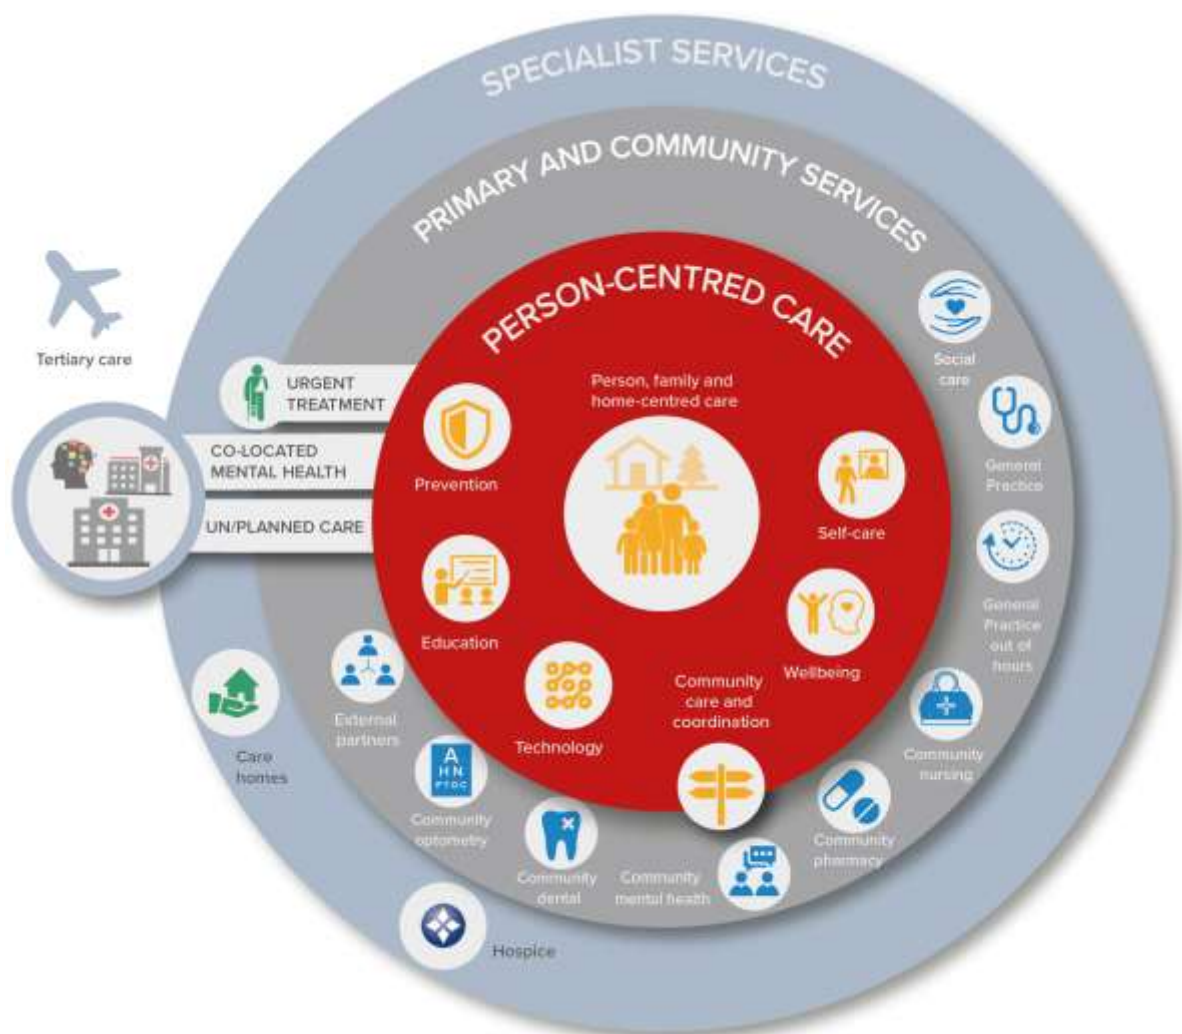 SPECIALIST SERVICES
PRIMARY AND COMMUNITY SERVICES
PERSON-CENTRED CARE
Tertiary care
URGENT
TREATMENT
CO-LOCATED
MENTAL HEALTH
UN/PLANNED CARE
Person, family and
home-centred care
Prevention
Self-care
Education
Wellbeing
Technology
Community
care and
coordination
Social
care
General
Practice
General
Practice
out of
hours
Community
nursing
Community
pharmacy
Community
mental health
Community
dental
Community
optometry
A
H N
P T O C
External
partners
Care
homes
Hospice